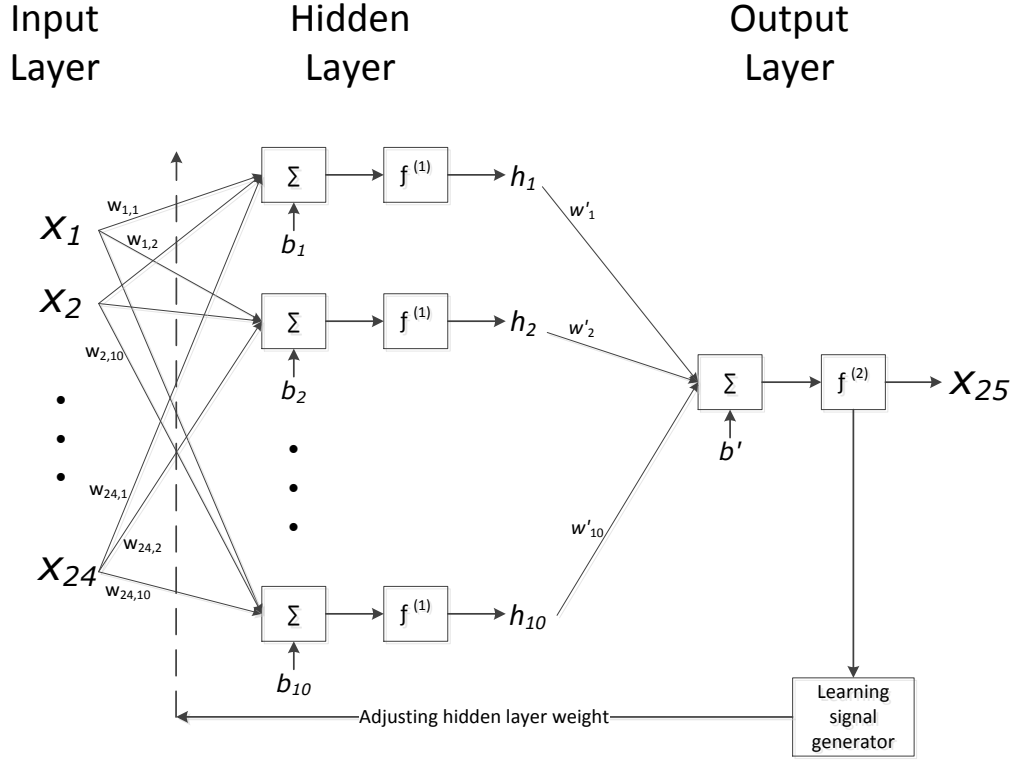 Input
Layer
Hidden
Layer
Output
Layer
Σ
f (1)
h1
w1,1
w'1
x1
w1,2
b1
x2
Σ
f (1)
h2
w'2
w2,10
b2
Σ
f (2)
x25
b'
w24,1
w'10
w24,2
x24
w24,10
Σ
f (1)
h10
b10
Learning
signal
generator
Adjusting hidden layer weight